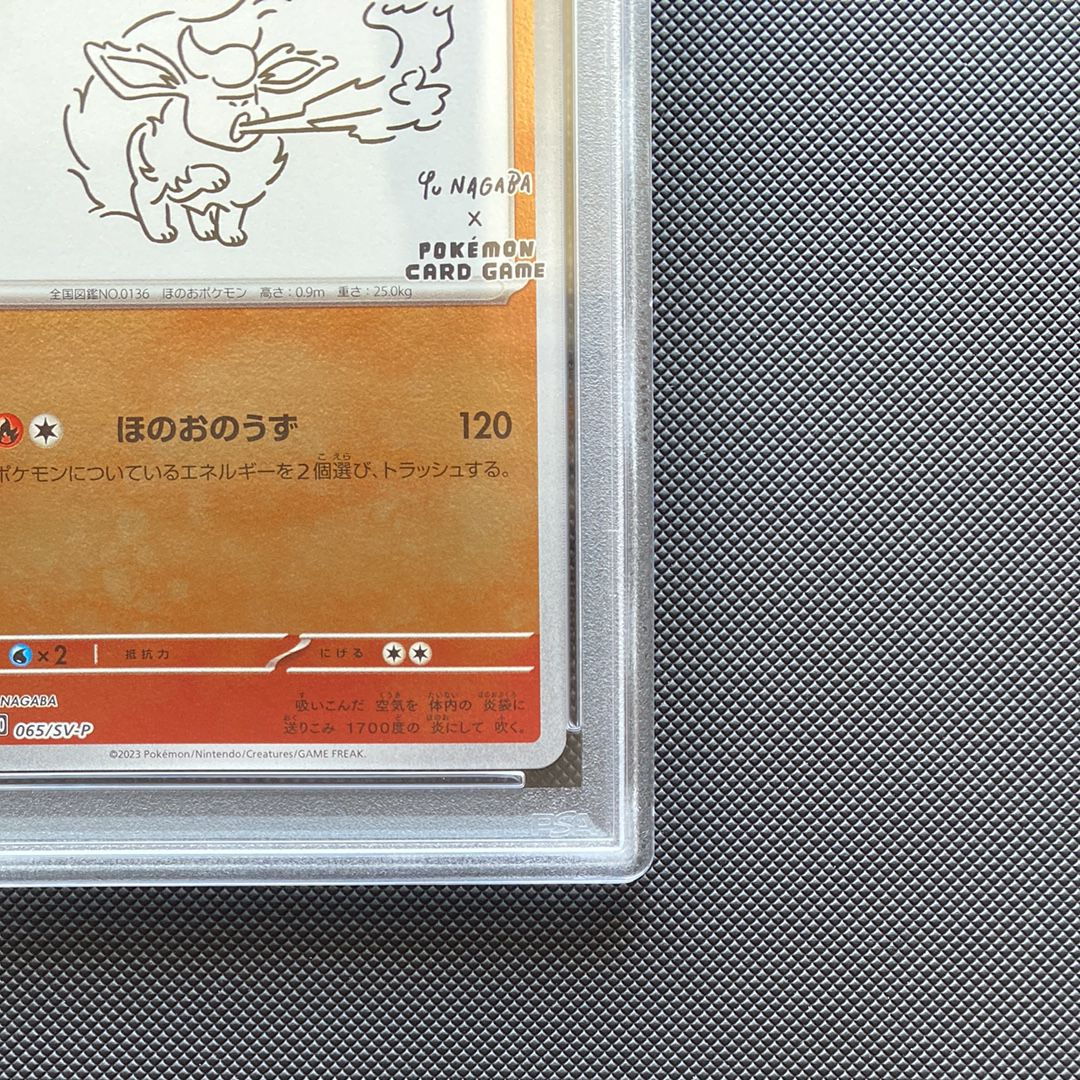 Yu NAGABA
×
POKÉMON
CARD GAME
全国図鑑NO.0136 ほのおポケモン 高さ:0.9m 重さ:25.0kg
ほのおのうず 120
ポケモンについているエネルギーを2個選び、トラッシュする。
×2 抵抗力 にげる
NAGABA
065/SV-P
吸いこんだ 空気を 体内の 炎袋に
送りこみ 1700度の 炎にして 吹く。
©2023 Pokémon/Nintendo/Creatures/GAME FREAK.
PSA